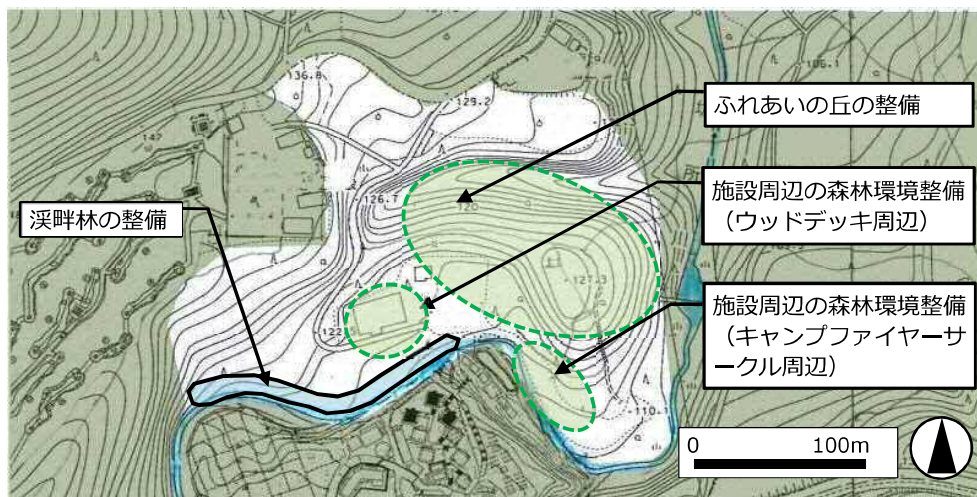 ふれあいの丘の整備
施設周辺の森林環境整備
（ウッドデッキ周辺）
渓畔林の整備
施設周辺の森林環境整備
（キャンプファイヤーサ
ークル周辺）
136.8
129.2
106.1
147
126.7
120
127.3
110.1
0 100m